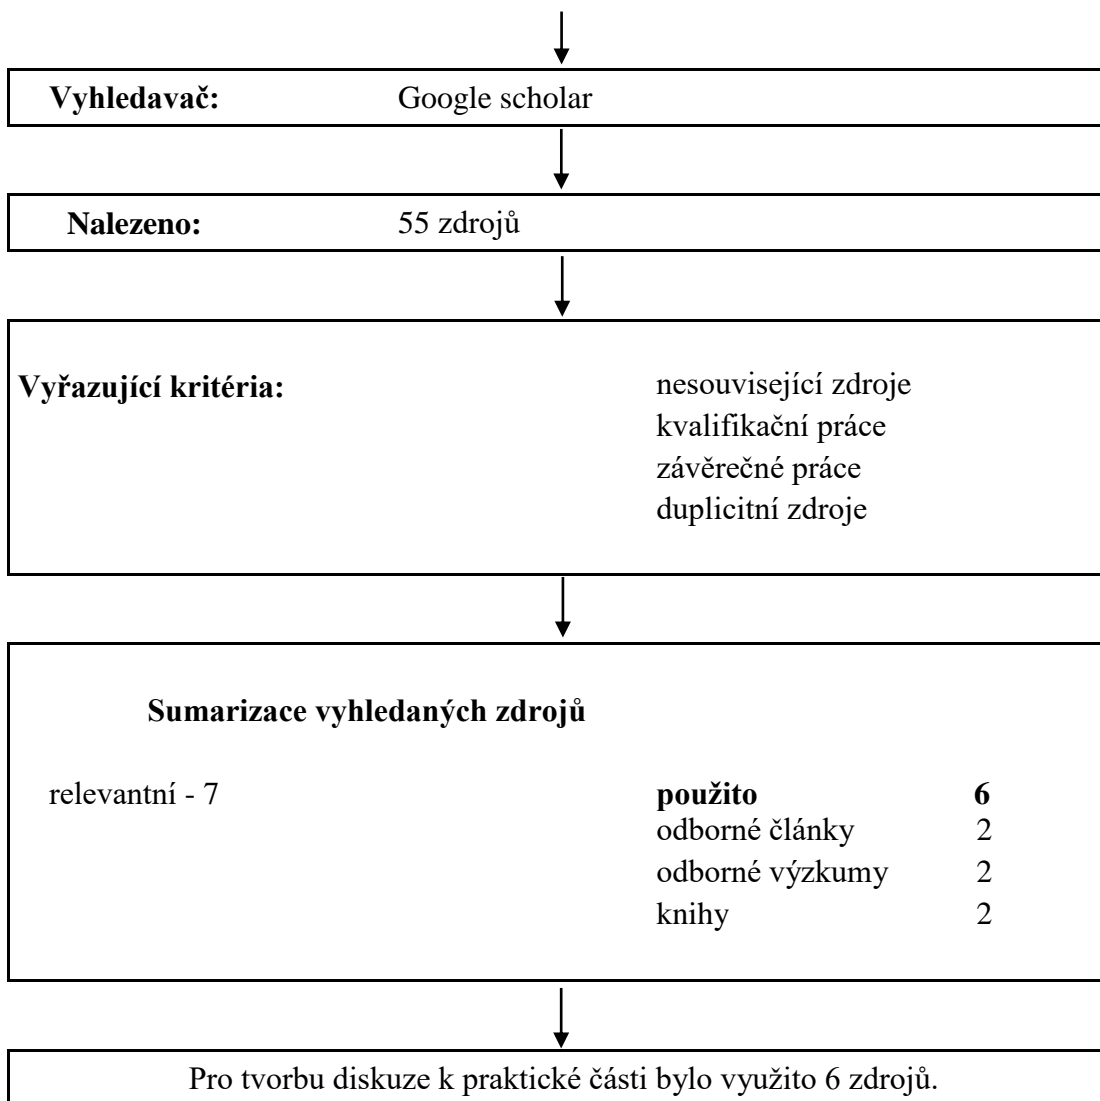 Vyhledavač: Google scholar
Nalezeno: 55 zdrojů
Vyřazující kritéria: nesouvisející zdroje
kvalifikační práce
závěrečné práce
duplicitní zdroje
Sumarizace vyhledaných zdrojů
relevantní - 7 použito 6
odborné články 2
odborné výzkumy 2
knihy 2
Pro tvorbu diskuze k praktické části bylo využito 6 zdrojů.